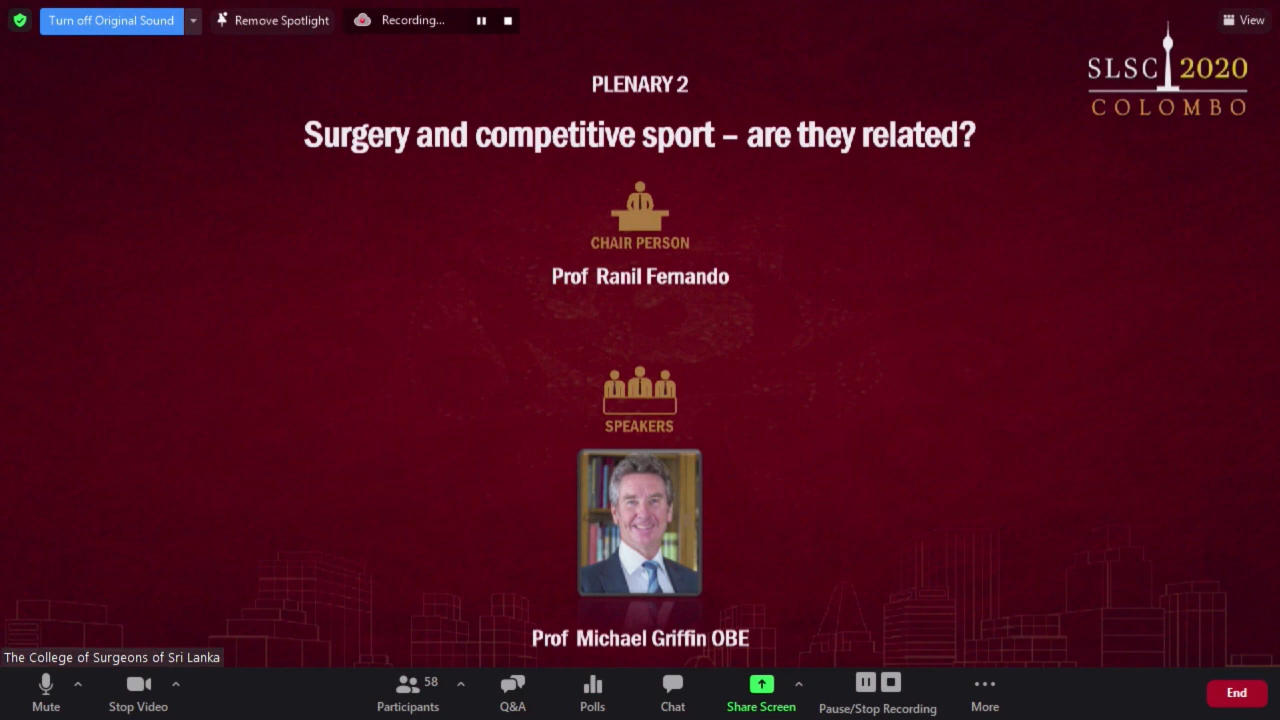 Turn off Original Sound
Remove Spotlight
Recording...
View
SLSC 2020
COLOMBO
PLENARY 2
Surgery and competitive sport – are they related?
CHAIR PERSON
Prof Ranil Fernando
SPEAKERS
Prof Michael Griffin OBE
The College of Surgeons of Sri Lanka
Mute
Stop Video
Participants
58
Q&A
Polls
Chat
Share Screen
Pause/Stop Recording
More
End